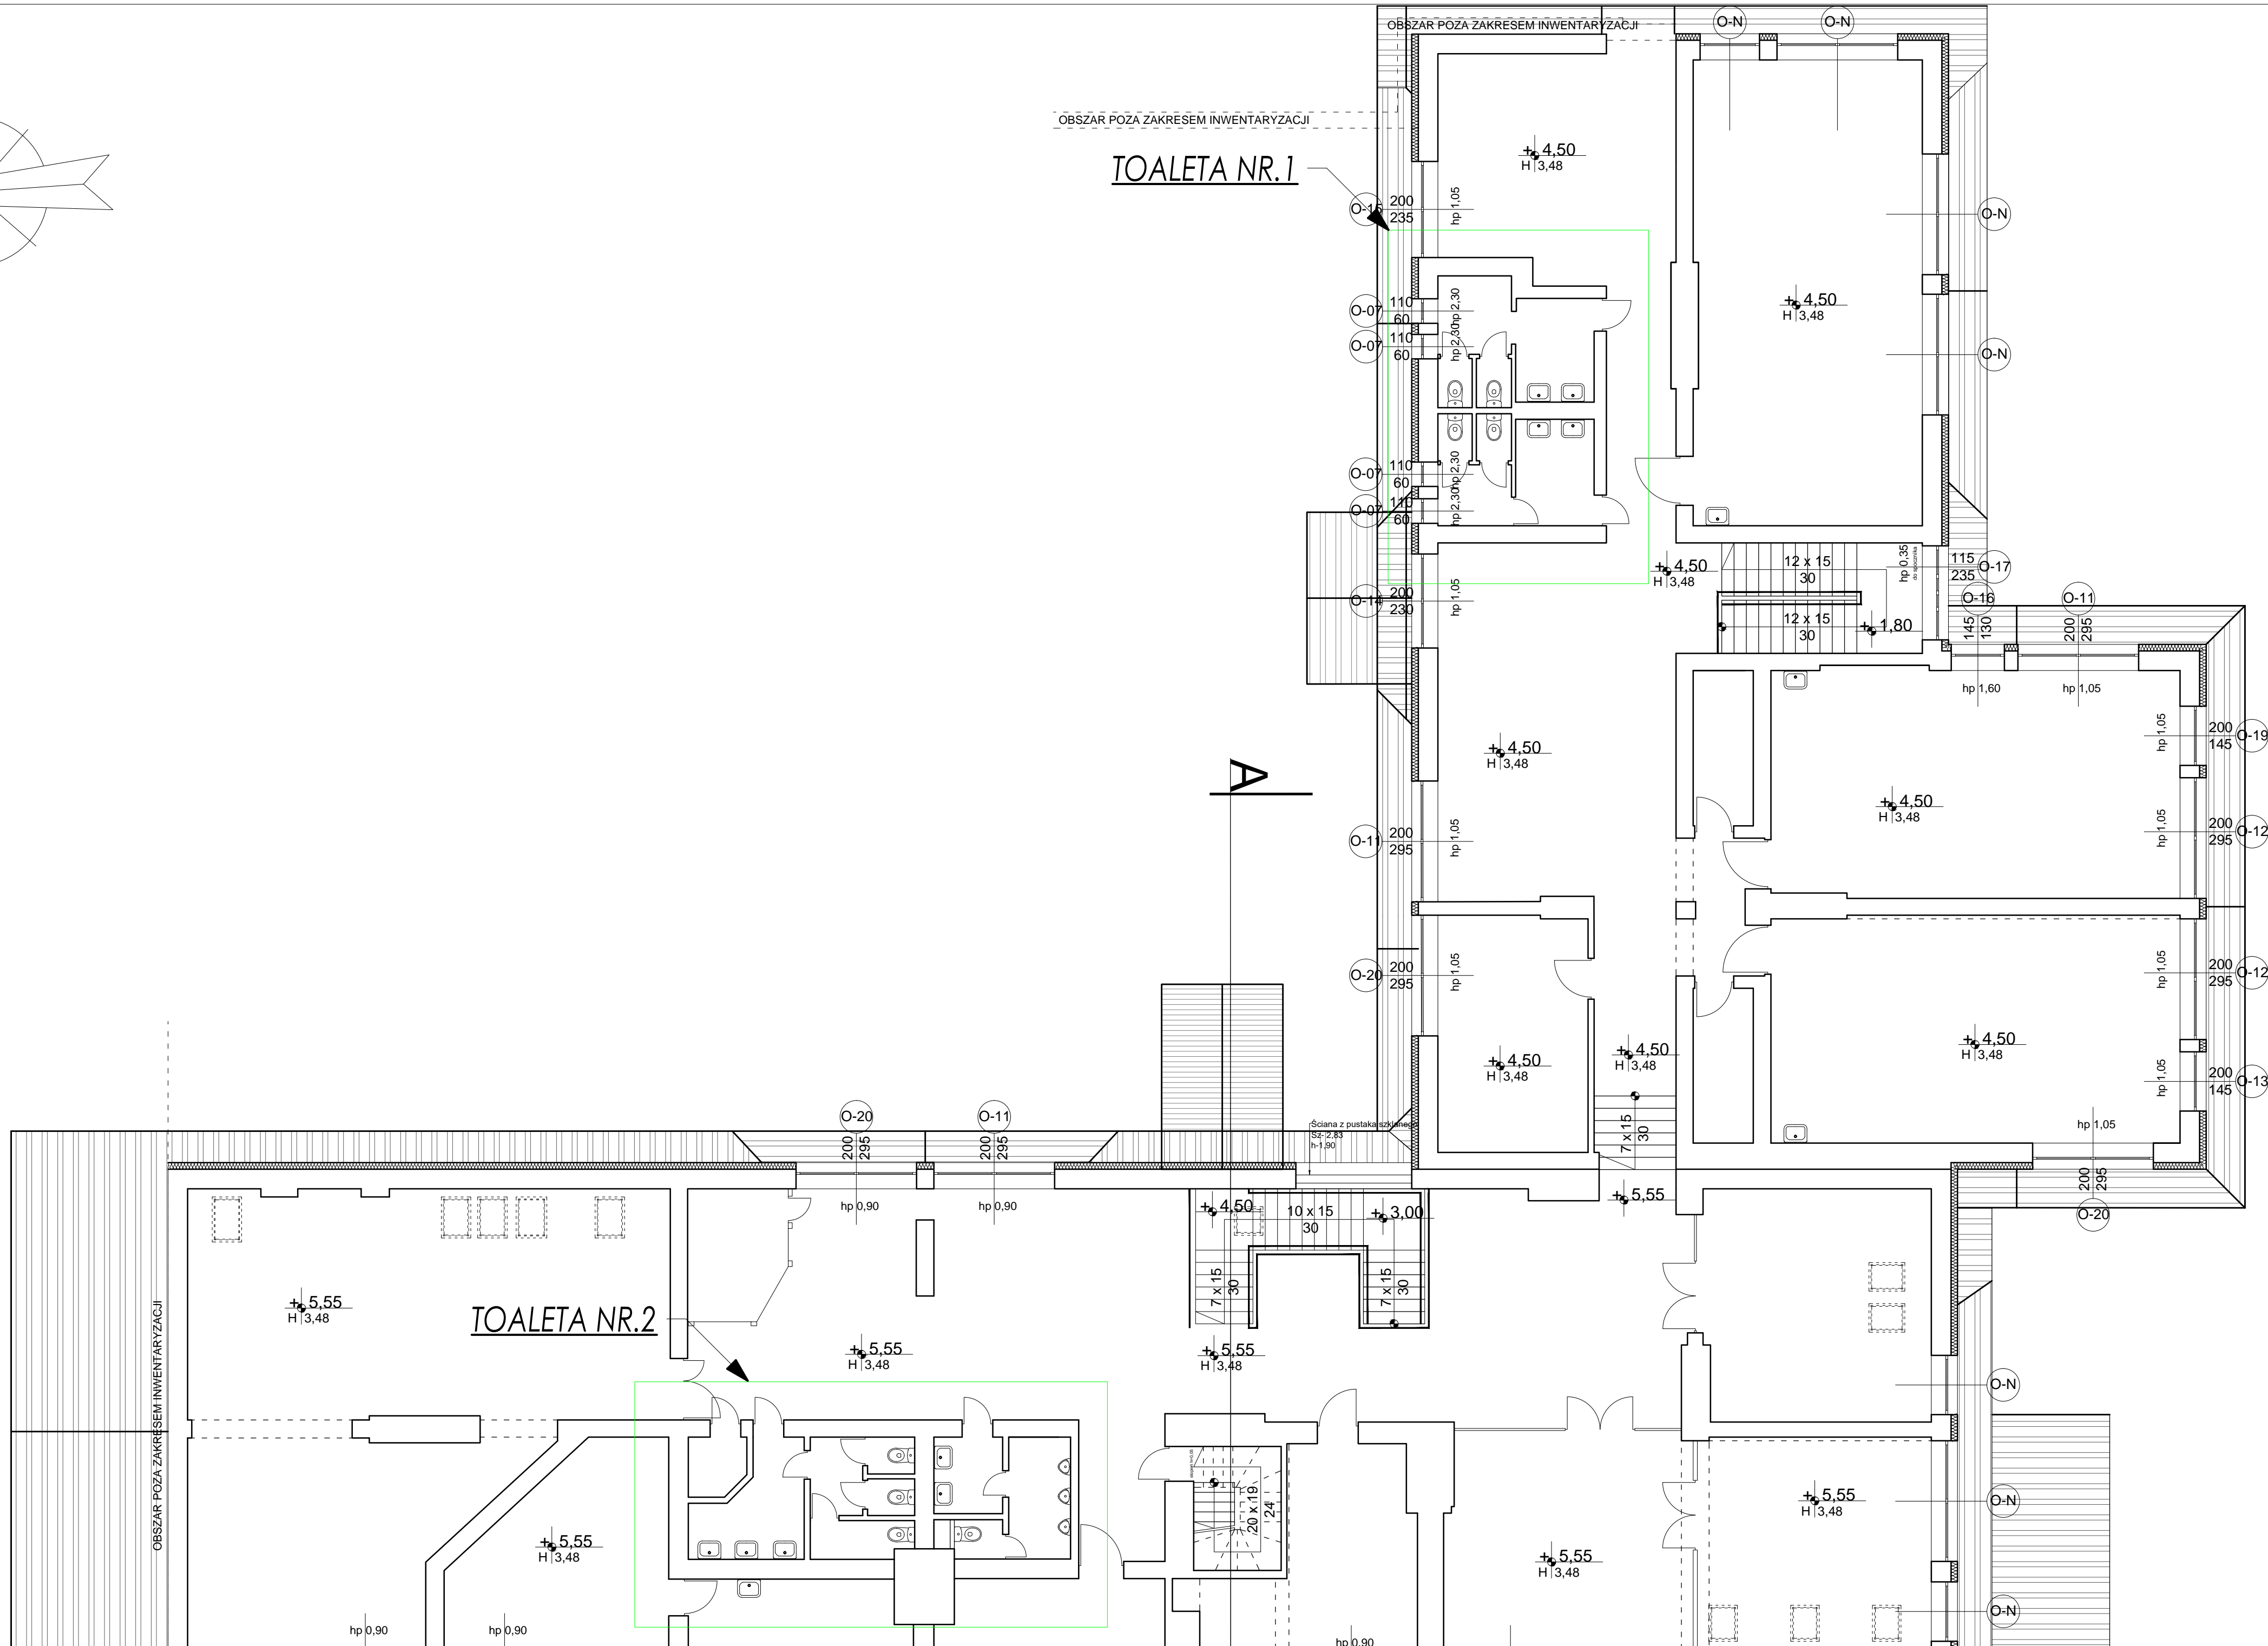 OBSZAR POZA ZAKRESEM INWENTARYZACJI
O-N
O-N
OBSZAR POZA ZAKRESEM INWENTARYZACJI
TOALETA NR.1
+4,50
H 3,48
O-15
200
235
hp 1,05
O-N
+4,50
H 3,48
O-07
110
60
hp 2,30
O-07
110
60
hp 2,30
O-N
O-07
110
60
hp 2,30
O-07
110
60
hp 2,30
+4,50
H 3,48
12 x 15
30
hp 0,35
115
235
O-17
O-14
200
230
hp 1,05
12 x 15
30
+1,80
O-16
145
130
O-11
200
295
hp 1,60
hp 1,05
+4,50
H 3,48
A
hp 1,05
200
145
O-19
+4,50
H 3,48
O-11
200
295
hp 1,05
hp 1,05
200
295
O-12
O-20
200
295
hp 1,05
hp 1,05
200
295
O-12
+4,50
H 3,48
+4,50
H 3,48
+4,50
H 3,48
hp 1,05
200
145
O-13
7 x 15
30
hp 1,05
200
295
O-20
O-20
200
295
hp 0,90
O-11
200
295
hp 0,90
Ściana z pustaka szklanego
Sz- 2,83
h-1,90
+4,50
10 x 15
30
+3,00
+5,55
7 x 15
30
7 x 15
30
OBSZAR POZA ZAKRESEM INWENTARYZACJI
+5,55
H 3,48
TOALETA NR.2
+5,55
H 3,48
+5,55
H 3,48
O-N
20 x 19
24
+5,55
H 3,48
O-N
+5,55
H 3,48
+5,55
H 3,48
O-N
hp 0,90
hp 0,90
hp 0,90